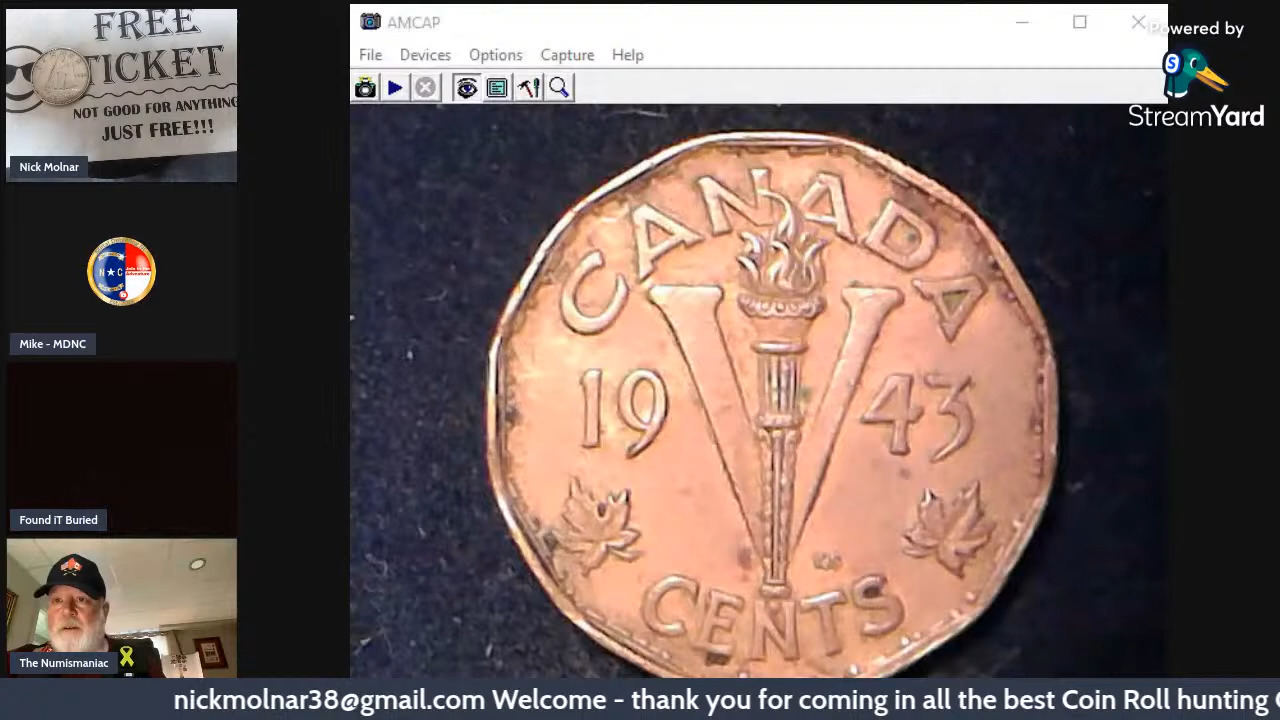 FREE
TICKET
NOT GOOD FOR ANYTHING
JUST FREE!!!
Nick Molnar
N C
Mike - MDNC
Found iT Buried
The Numismaniac
AMCAP
File Devices Options Capture Help
CANADA
19 43
CENTS
Powered by
S
StreamYard
nickmolnar38@gmail.com Welcome - thank you for coming in all the best Coin Roll hunting